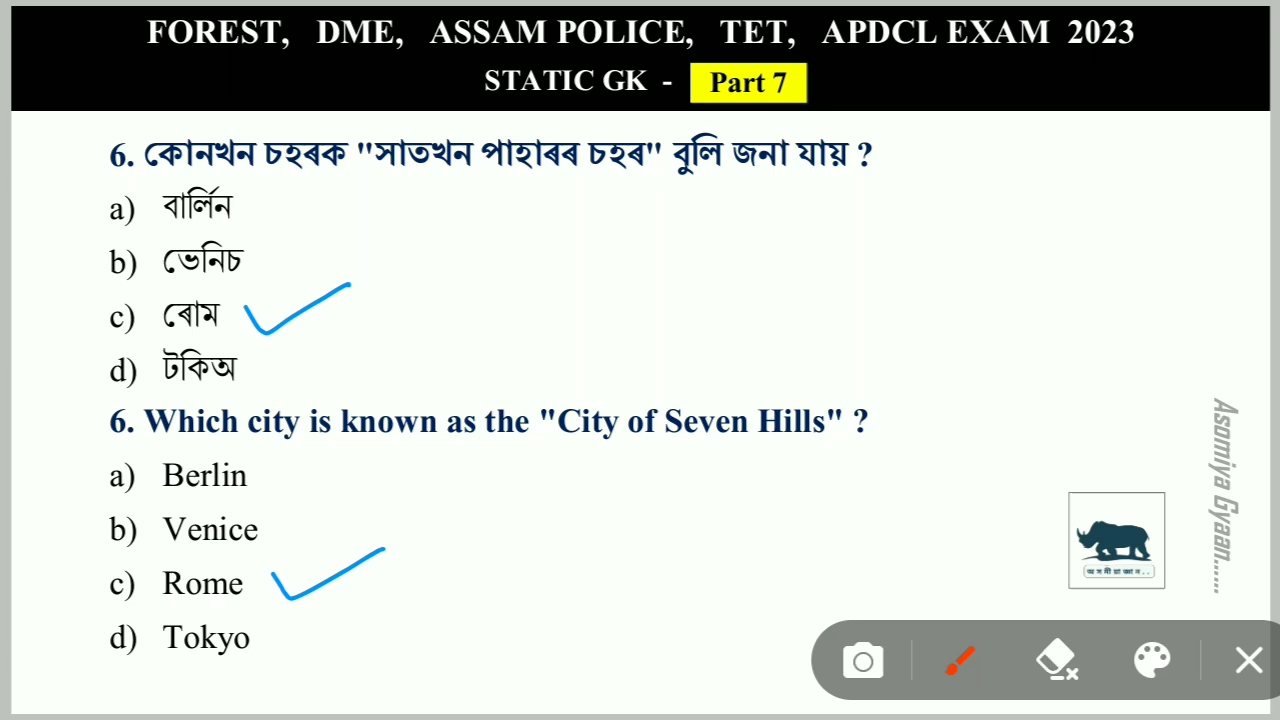 FOREST, DME, ASSAM POLICE, TET, APDCL EXAM 2023
STATIC GK - Part 7
6. কোনখন চহৰক "সাতখন পাহাৰৰ চহৰ" বুলি জনা যায় ?
a) বাৰ্লিন
b) ভেনিচ
c) ৰোম
d) টকিঅ
6. Which city is known as the "City of Seven Hills" ?
a) Berlin
b) Venice
c) Rome
d) Tokyo
Asomiya Gyaan.....
অ স মী য়া জ্ঞা ন . .